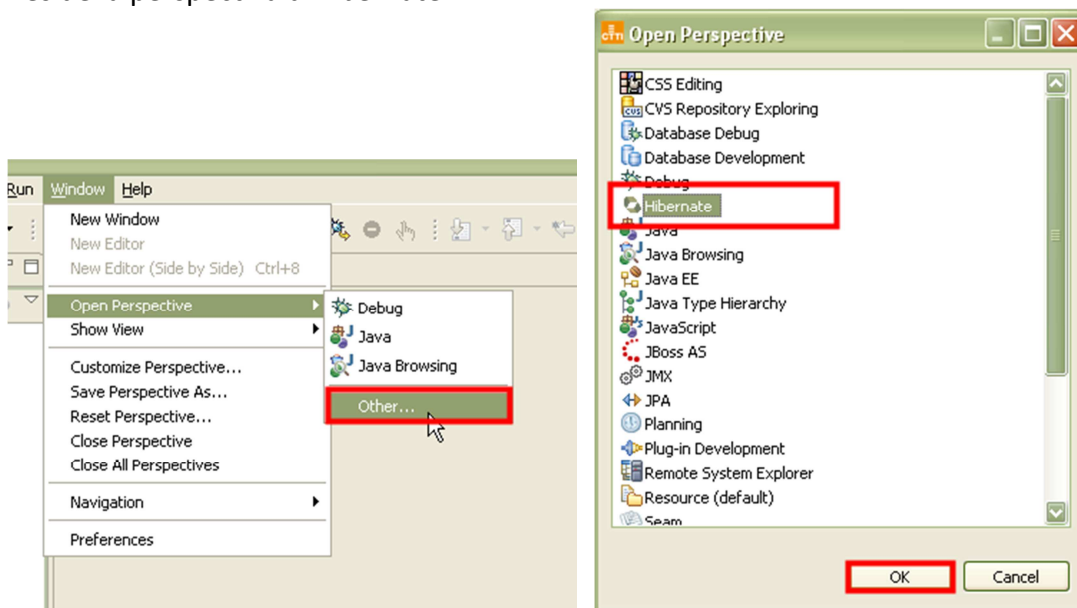 Run Window Help
New Window
New Editor
New Editor (Side by Side) Ctrl+8
Open Perspective
Show View
Customize Perspective...
Save Perspective As...
Reset Perspective...
Close Perspective
Close All Perspectives
Navigation
Preferences
Debug
Java
Java Browsing
Other...
CTTI Open Perspective
CSS Editing
CVS Repository Exploring
Database Debug
Database Development
Debug
Hibernate
Java
Java Browsing
Java EE
Java Type Hierarchy
JavaScript
JBoss AS
JMX
JPA
Planning
Plug-in Development
Remote System Explorer
Resource (default)
Seam
OK Cancel